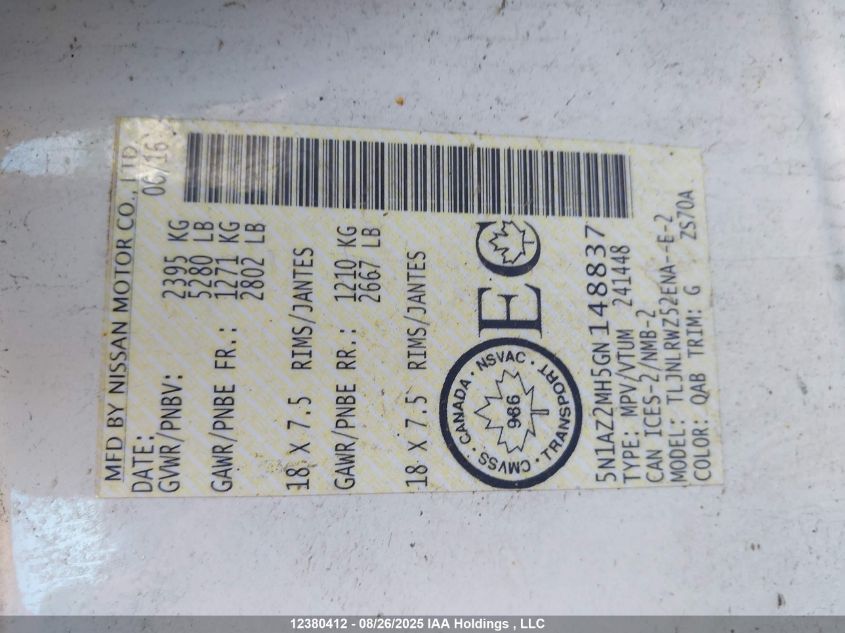 MFD BY NISSAN MOTOR CO., LTD.
DATE: 06/16
GVWR/PNBV: 2395 KG
5280 LB
GAWR/PNBE FR.: 1271 KG
2802 LB
18 X 7.5 RIMS/JANTES
GAWR/PNBE RR.: 1210 KG
2667 LB
18 X 7.5 RIMS/JANTES
CANADA · NSVAC · TRANSPORT · CMVSS ·
986
EC
5N1AZ2MH5GN148837
TYPE: MPV/VTUM 241448
CAN ICES-2/NMB-2
MODEL: TLJNLRWZ52ENA--E-2
COLOR: QAB TRIM: G ZS70A
12380412 - 08/26/2025 IAA Holdings , LLC